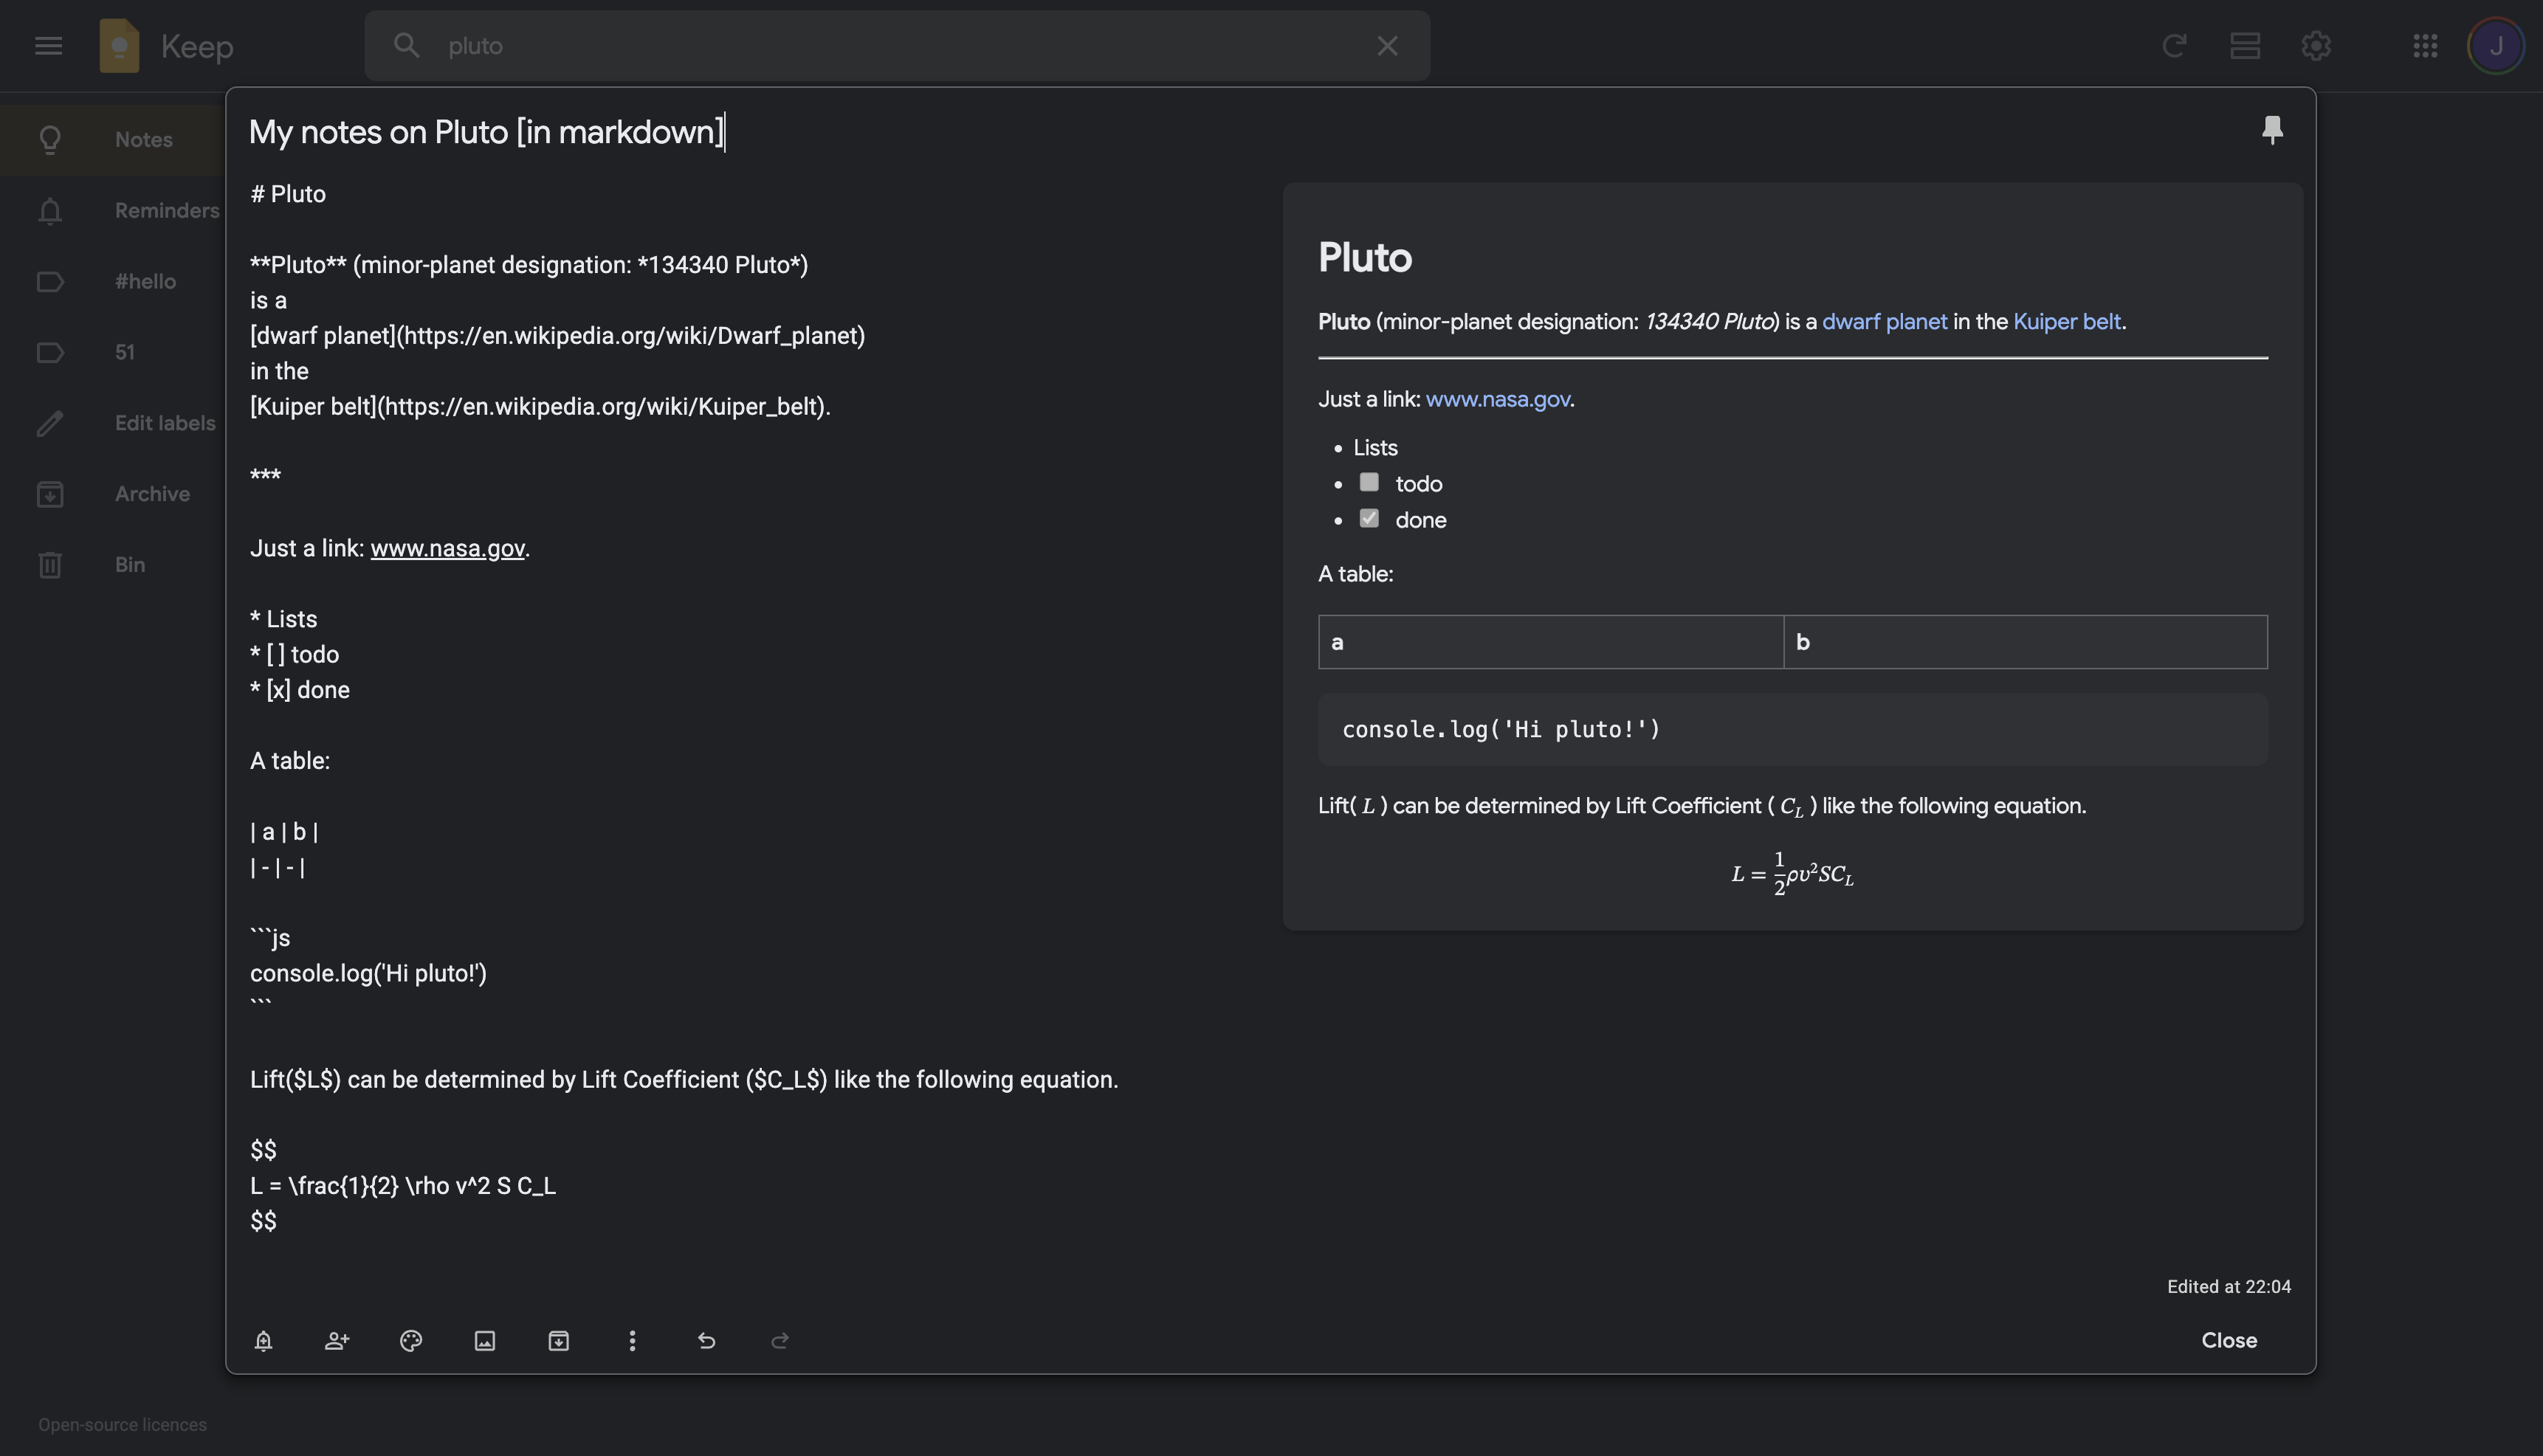 Keep
pluto
J
Notes
Reminders
#hello
51
Edit labels
Archive
Bin
Open-source licences
My notes on Pluto [in markdown]
# Pluto
**Pluto** (minor-planet designation: *134340 Pluto*)
is a
[dwarf planet](https://en.wikipedia.org/wiki/Dwarf_planet)
in the
[Kuiper belt](https://en.wikipedia.org/wiki/Kuiper_belt).
***
Just a link: www.nasa.gov.
* Lists
* [ ] todo
* [x] done
A table:
| a | b |
| - | - |
```js
console.log('Hi pluto!')
```
Lift($L$) can be determined by Lift Coefficient ($C_L$) like the following equation.
$$
L = \frac{1}{2} \rho v^2 S C_L
$$
Pluto
Pluto (minor-planet designation: 134340 Pluto) is a dwarf planet in the Kuiper belt.
Just a link: www.nasa.gov.
• Lists
• todo
• done
A table:
a b
console.log('Hi pluto!')
Lift( L ) can be determined by Lift Coefficient ( C_L ) like the following equation.
L = 1/2 ρv²SC_L
Edited at 22:04
Close